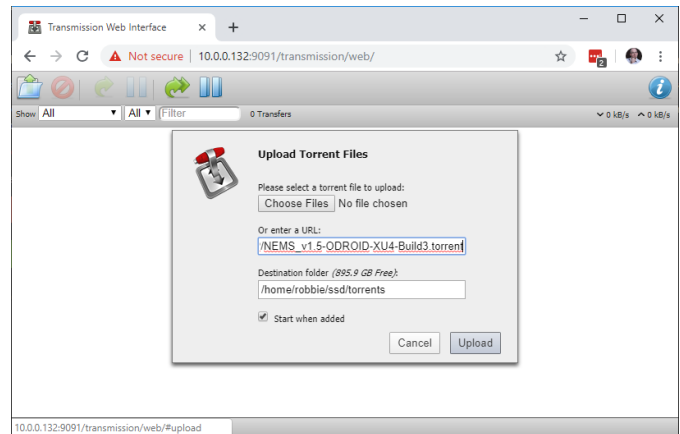 Transmission Web Interface
Not secure | 10.0.0.132:9091/transmission/web/
2
Show All All Filter 0 Transfers 0 kB/s 0 kB/s
Upload Torrent Files
Please select a torrent file to upload:
Choose Files No file chosen
Or enter a URL:
/NEMS_v1.5-ODROID-XU4-Build3.torrent
Destination folder (895.9 GB Free):
/home/robbie/ssd/torrents
Start when added
Cancel Upload
10.0.0.132:9091/transmission/web/#upload